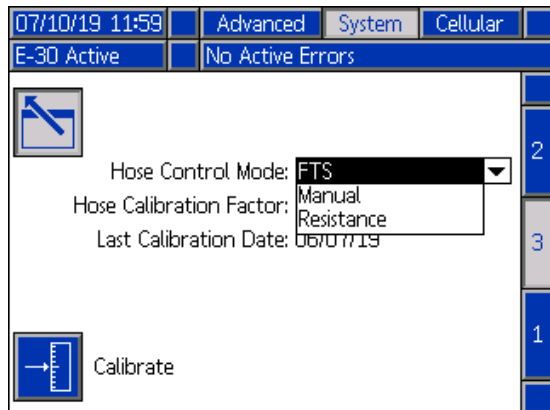 07/10/19 11:59 Advanced System Cellular
E-30 Active No Active Errors
2
Hose Control Mode: FTS
Manual
Hose Calibration Factor:
Resistance
Last Calibration Date: 06/07/19
3
1
Calibrate